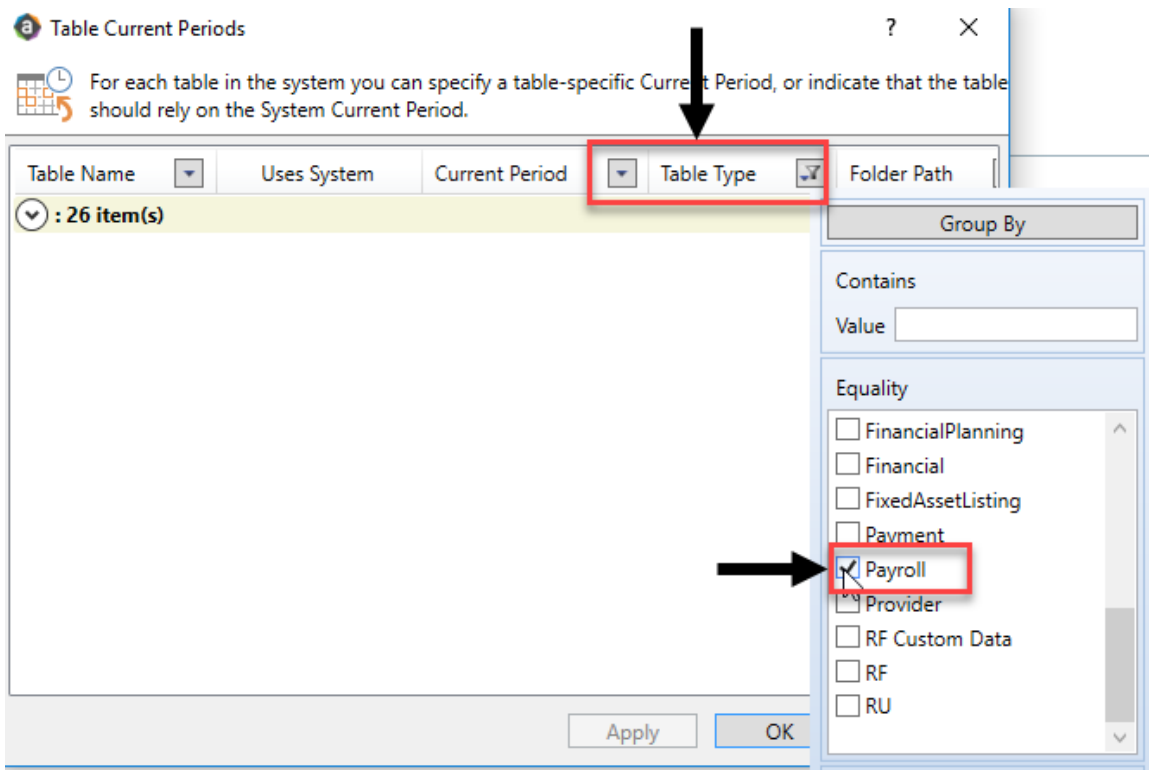 Table Current Periods ?
For each table in the system you can specify a table-specific Current Period, or indicate that the table
should rely on the System Current Period.
Table Name Uses System Current Period Table Type Folder Path
: 26 item(s)
Group By
Contains
Value
Equality
FinancialPlanning
Financial
FixedAssetListing
Payment
Payroll
Provider
RF Custom Data
RF
RU
Apply OK